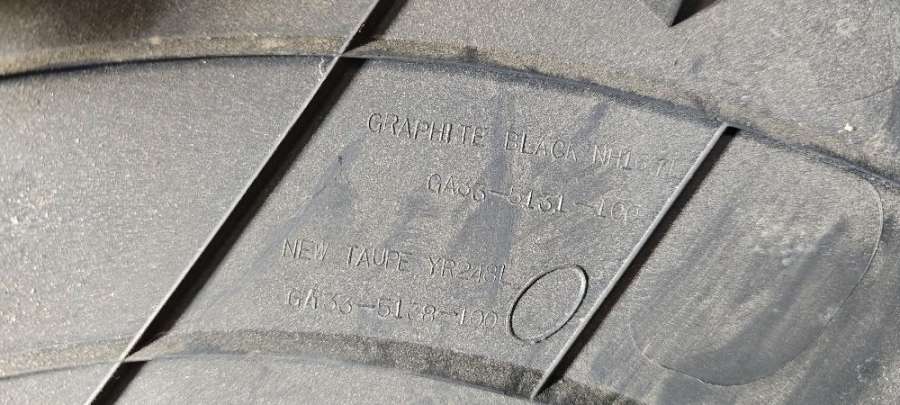 GRAPHITE BLACK NH167L
GA33-5131-100
NEW TAUPE YR249L
GA33-5138-100